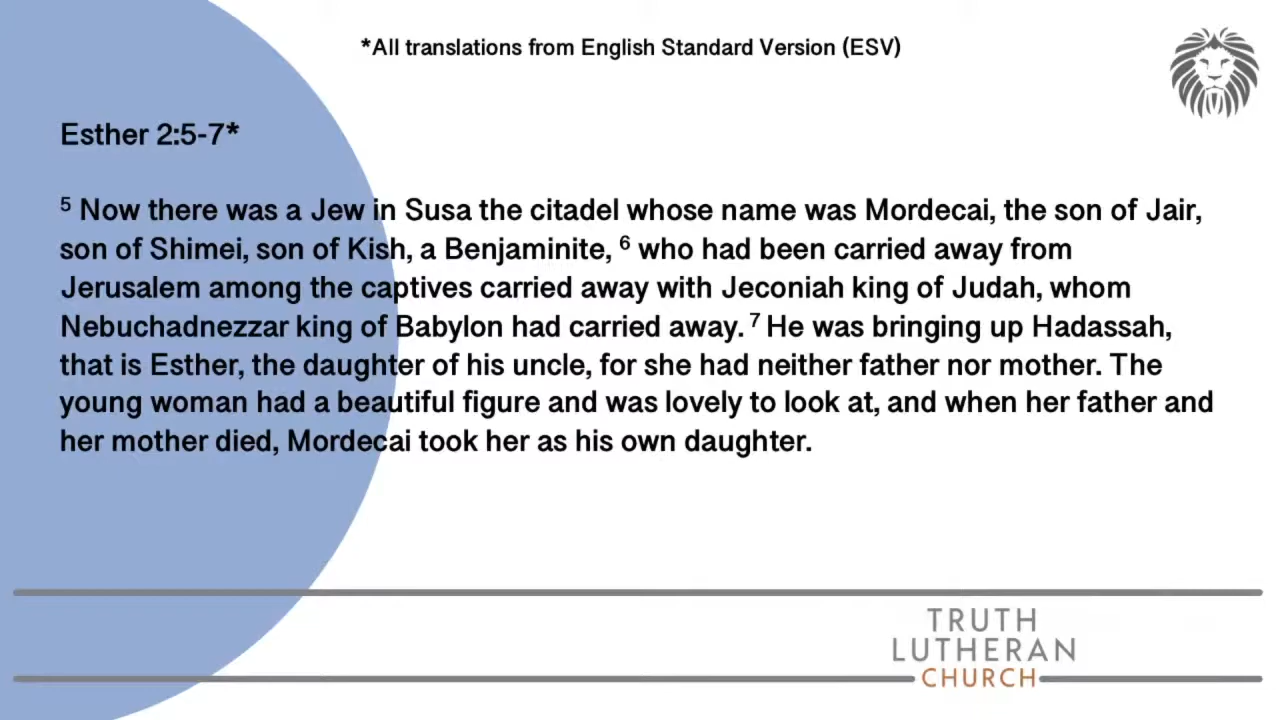 *All translations from English Standard Version (ESV)
Esther 2:5-7*
5 Now there was a Jew in Susa the citadel whose name was Mordecai, the son of Jair,
son of Shimei, son of Kish, a Benjaminite, 6 who had been carried away from
Jerusalem among the captives carried away with Jeconiah king of Judah, whom
Nebuchadnezzar king of Babylon had carried away. 7 He was bringing up Hadassah,
that is Esther, the daughter of his uncle, for she had neither father nor mother. The
young woman had a beautiful figure and was lovely to look at, and when her father and
her mother died, Mordecai took her as his own daughter.
TRUTH
LUTHERAN
CHURCH